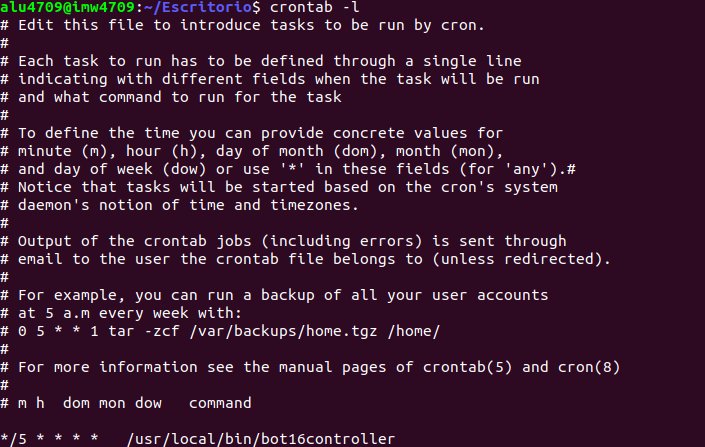 alu4709@imw4709:~/Escritorio$ crontab -l
# Edit this file to introduce tasks to be run by cron.
#
# Each task to run has to be defined through a single line
# indicating with different fields when the task will be run
# and what command to run for the task
#
# To define the time you can provide concrete values for
# minute (m), hour (h), day of month (dom), month (mon),
# and day of week (dow) or use '*' in these fields (for 'any').#
# Notice that tasks will be started based on the cron's system
# daemon's notion of time and timezones.
#
# Output of the crontab jobs (including errors) is sent through
# email to the user the crontab file belongs to (unless redirected).
#
# For example, you can run a backup of all your user accounts
# at 5 a.m every week with:
# 0 5 * * 1 tar -zcf /var/backups/home.tgz /home/
#
# For more information see the manual pages of crontab(5) and cron(8)
#
# m h  dom mon dow   command
*/5 * * * *   /usr/local/bin/bot16controller